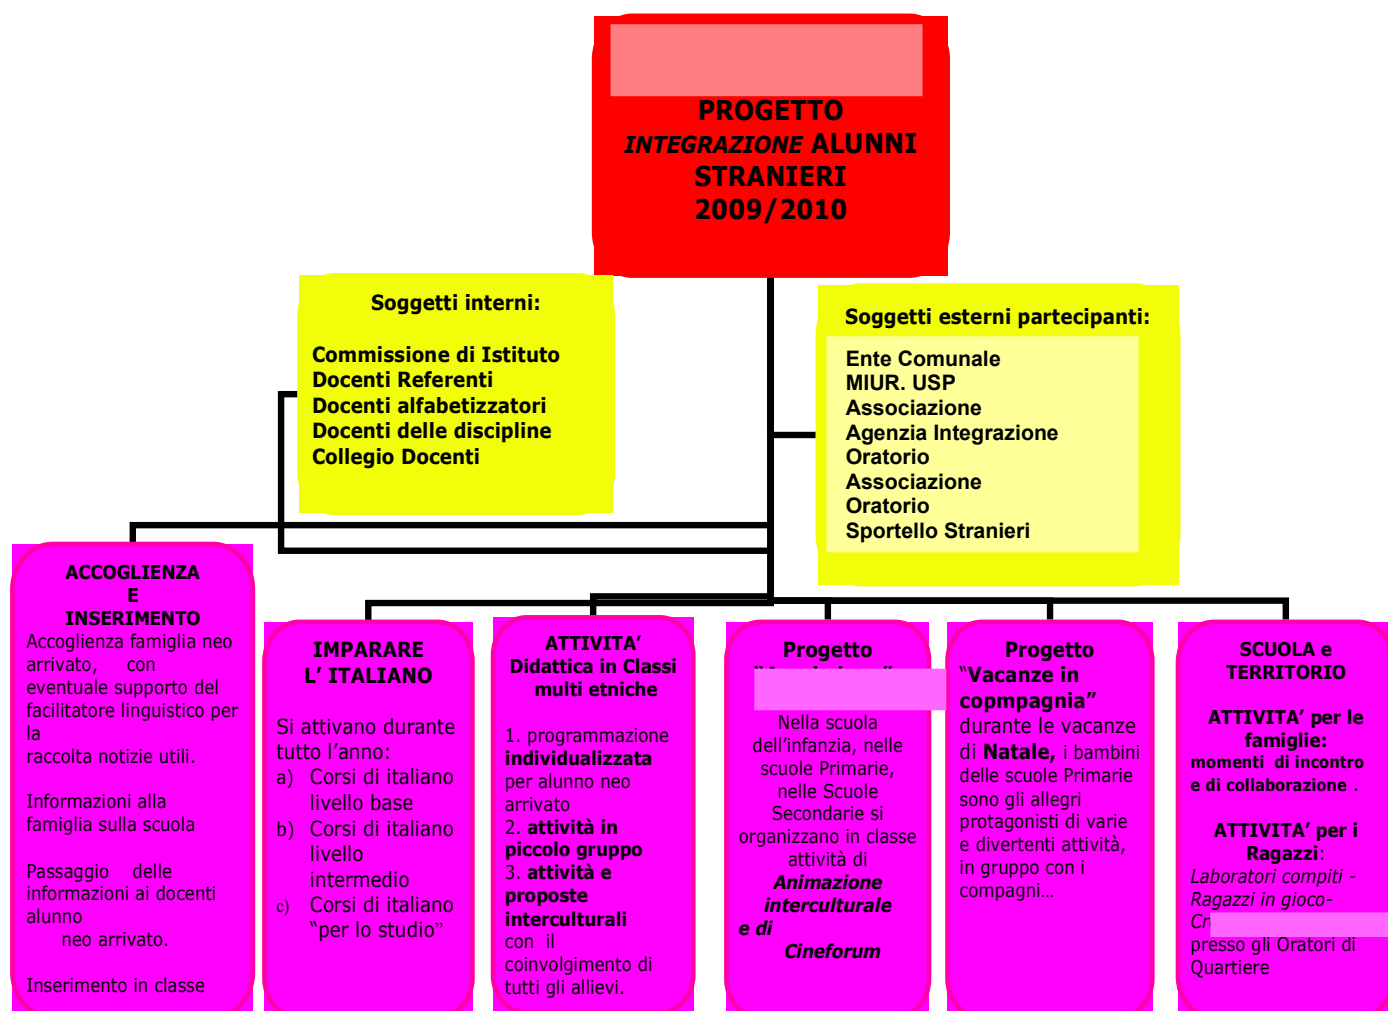 PROGETTO
INTEGRAZIONE ALUNNI
STRANIERI
2009/2010
Soggetti interni:
Commissione di Istituto
Docenti Referenti
Docenti alfabetizzatori
Docenti delle discipline
Collegio Docenti
Soggetti esterni partecipanti:
Ente Comunale
MIUR. USP
Associazione
Agenzia Integrazione
Oratorio
Associazione
Oratorio
Sportello Stranieri
ACCOGLIENZA
E
INSERIMENTO
Accoglienza famiglia neo
arrivato, con
eventuale supporto del
facilitatore linguistico per
la
raccolta notizie utili.
Informazioni alla
famiglia sulla scuola
Passaggio delle
informazioni ai docenti
alunno
neo arrivato.
Inserimento in classe
IMPARARE
L’ ITALIANO
Si attivano durante
tutto l’anno:
a) Corsi di italiano
livello base
b) Corsi di italiano
livello
intermedio
c) Corsi di italiano
“per lo studio”
ATTIVITA’
Didattica in Classi
multi etniche
1. programmazione
individualizzata
per alunno neo
arrivato
2. attività in
piccolo gruppo
3. attività e
proposte
interculturali
con il
coinvolgimento di
tutti gli allievi.
Progetto
Nella scuola
dell’infanzia, nelle
scuole Primarie,
nelle Scuole
Secondarie si
organizzano in classe
attività di
Animazione
interculturale
e di
Cineforum
Progetto
“Vacanze in
copmpagnia”
durante le vacanze
di Natale, i bambini
delle scuole Primarie
sono gli allegri
protagonisti di varie
e divertenti attività,
in gruppo con i
compagni…
SCUOLA e
TERRITORIO
ATTIVITA’ per le
famiglie:
momenti di incontro
e di collaborazione .
ATTIVITA’ per i
Ragazzi:
Laboratori compiti -
Ragazzi in gioco-
presso gli Oratori di
Quartiere